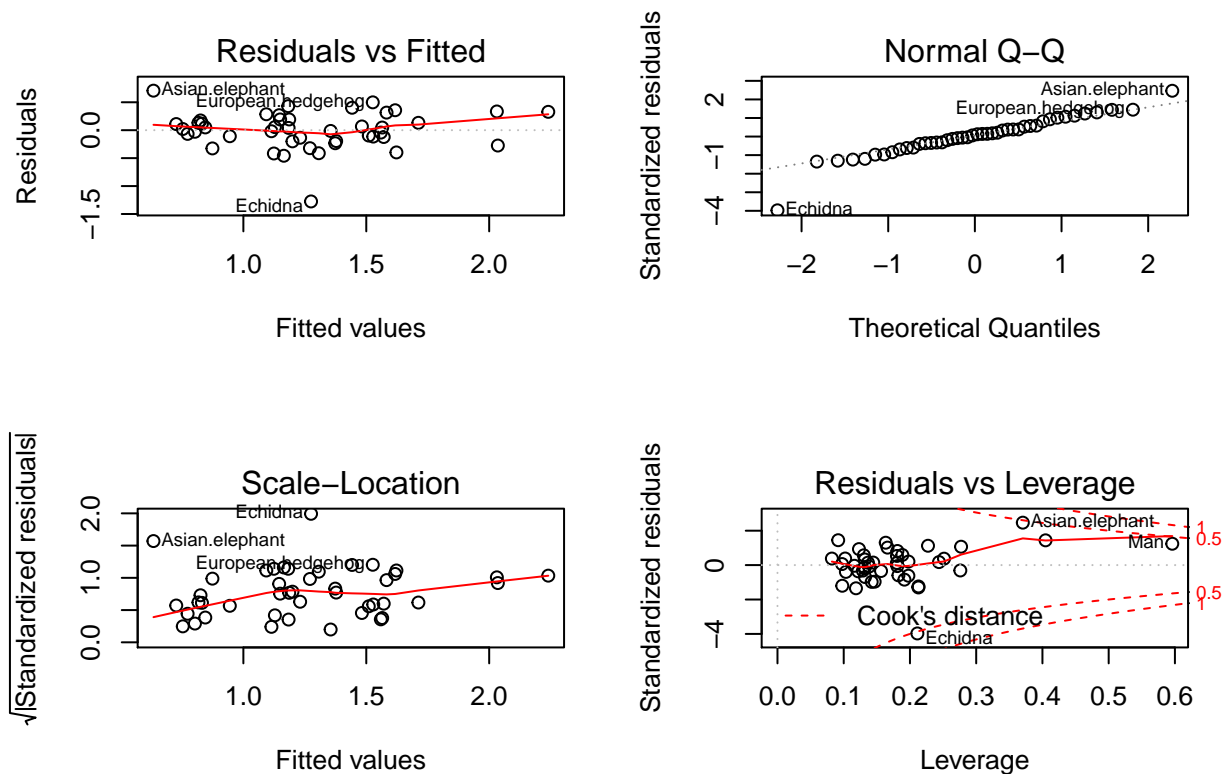 Residuals vs Fitted
Residuals
0.0
−1.5
Asian.elephant
European.hedgehog
Echidna
1.0
1.5
2.0
Fitted values
Normal Q−Q
Standardized residuals
2
−1
−4
Asian.elephant
European.hedgehog
Echidna
−2
−1
0
1
2
Theoretical Quantiles
Scale−Location
√|Standardized residuals|
2.0
1.0
0.0
Echidna
Asian.elephant
European.hedgehog
1.0
1.5
2.0
Fitted values
Residuals vs Leverage
Standardized residuals
0
−4
Asian.elephant
Man
1
0.5
0.5
1
Cook's distance
Echidna
0.0
0.1
0.2
0.3
0.4
0.5
0.6
Leverage